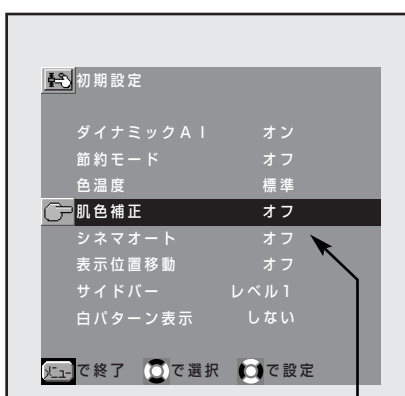 初期設定
ダイナミックAI オン
節約モード オフ
色温度 標準
肌色補正 オフ
シネマオート オフ
表示位置移動 オフ
サイドバー レベル1
白パターン表示 しない
メニューで終了 で選択 で設定